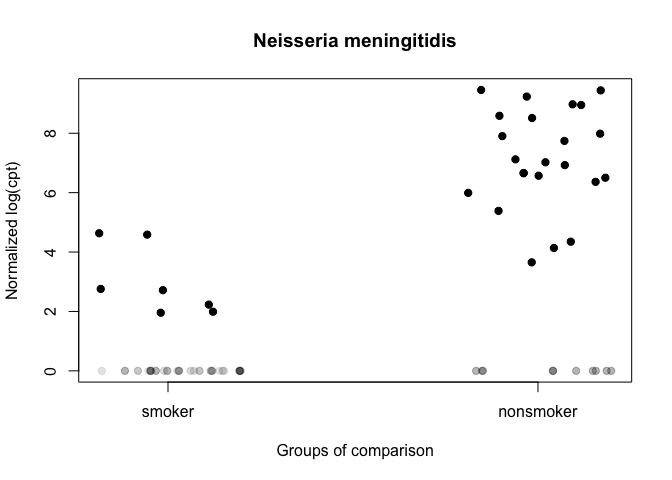 Neisseria meningitidis
Normalized log(cpt)
8
6
4
2
0
smoker nonsmoker
Groups of comparison